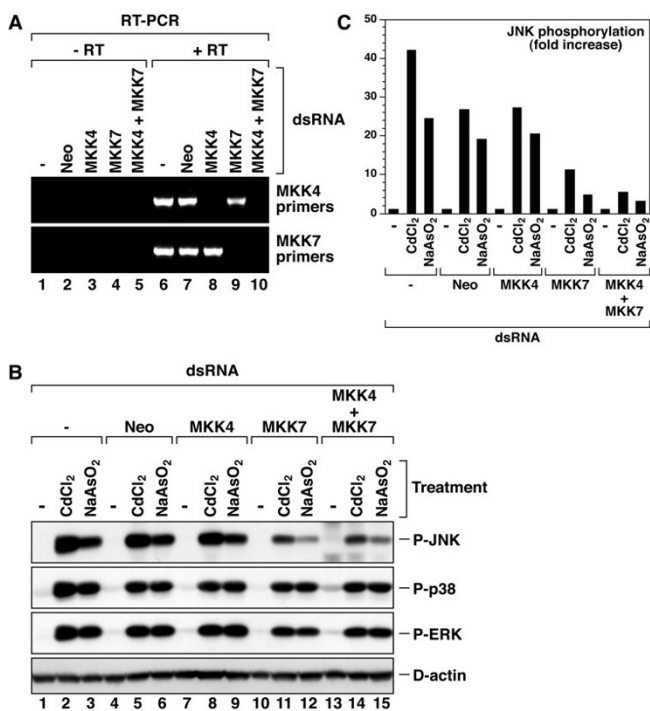 A
RT-PCR
- RT
+ RT
-
Neo
MKK4
MKK7
MKK4 + MKK7
-
Neo
MKK4
MKK7
MKK4 + MKK7
dsRNA
MKK4
primers
MKK7
primers
1 2 3 4 5 6 7 8 9 10
C
JNK phosphorylation
(fold increase)
50
40
30
20
10
0
- CdCl₂ NaAsO₂ - CdCl₂ NaAsO₂ - CdCl₂ NaAsO₂ - CdCl₂ NaAsO₂ - CdCl₂ NaAsO₂
- Neo MKK4 MKK7 MKK4
+
MKK7
dsRNA
B
dsRNA
- Neo MKK4 MKK7 MKK4
+
MKK7
- CdCl₂ NaAsO₂ - CdCl₂ NaAsO₂ - CdCl₂ NaAsO₂ - CdCl₂ NaAsO₂ - CdCl₂ NaAsO₂
Treatment
P-JNK
P-p38
P-ERK
D-actin
1 2 3 4 5 6 7 8 9 10 11 12 13 14 15